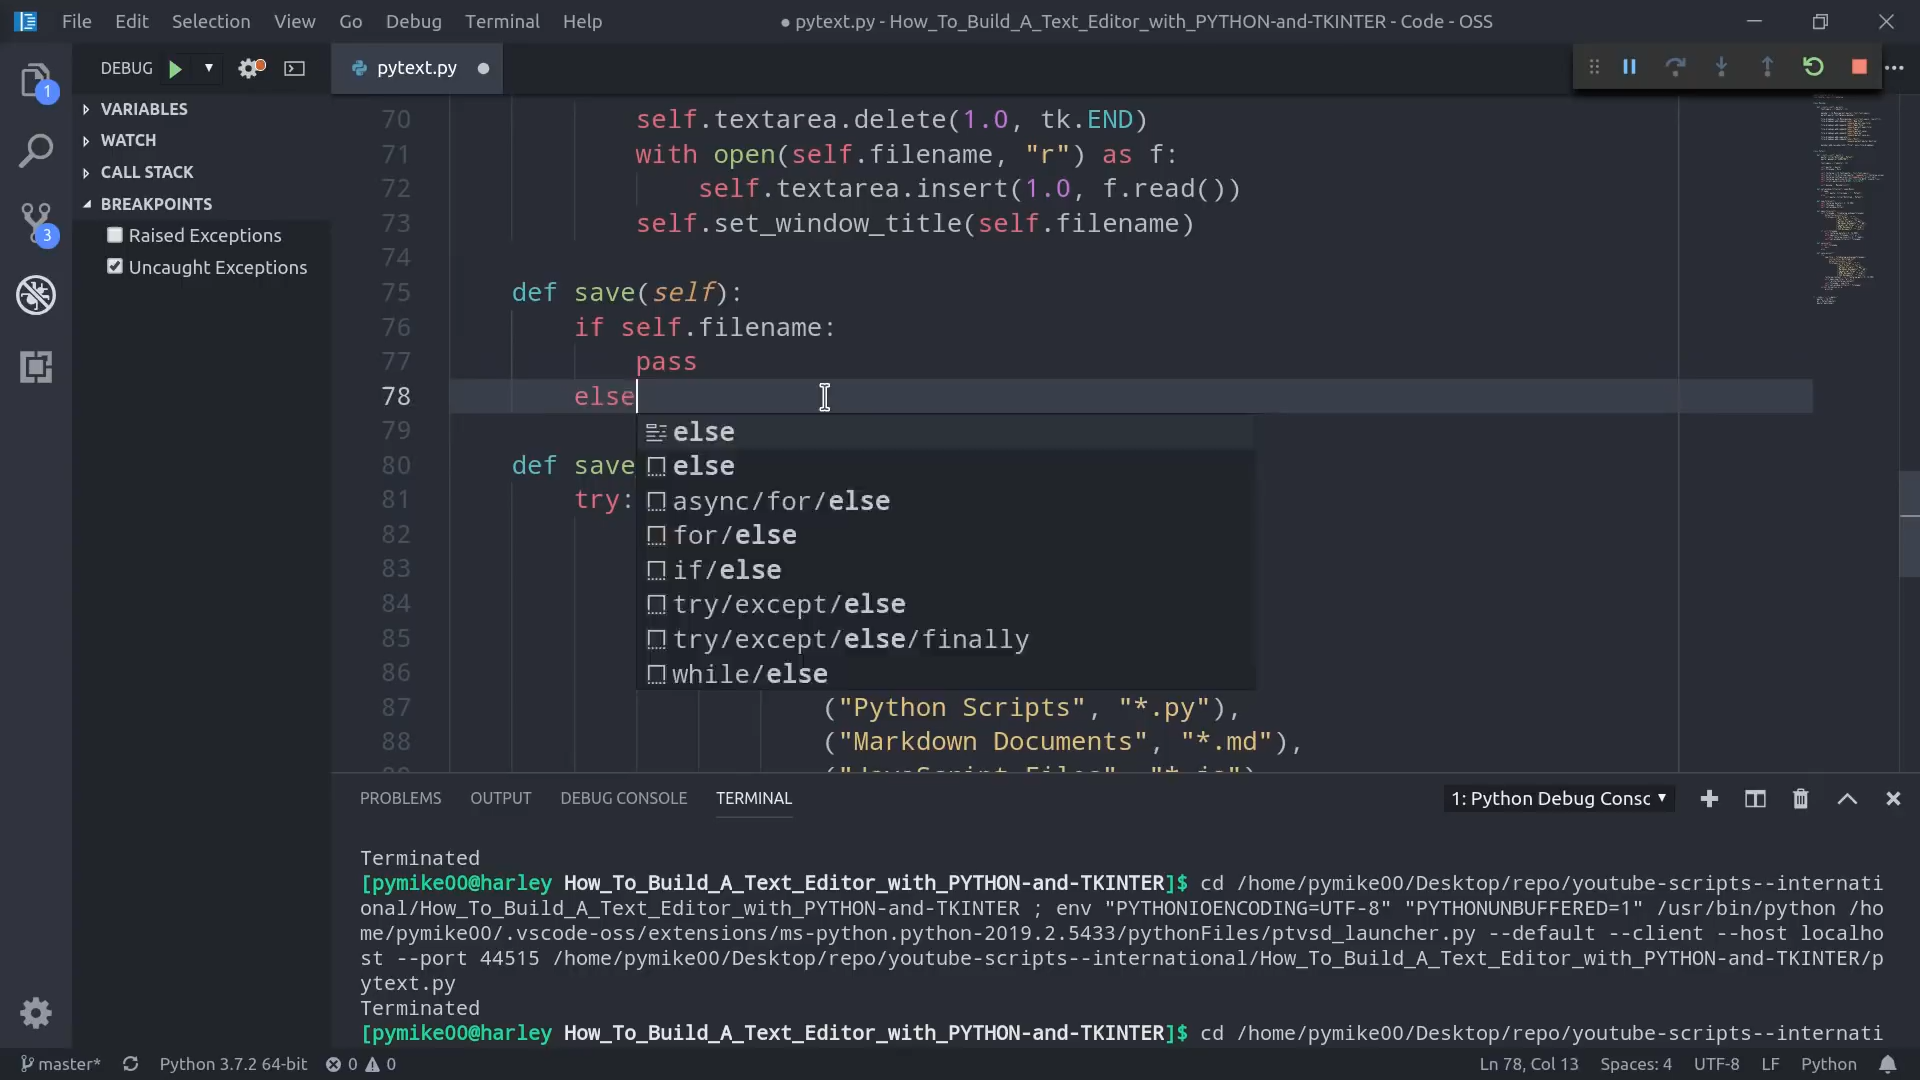 File Edit Selection View Go Debug Terminal Help
● pytext.py - How_To_Build_A_Text_Editor_with_PYTHON-and-TKINTER - Code - OSS
DEBUG
pytext.py
1
3
VARIABLES
WATCH
CALL STACK
BREAKPOINTS
Raised Exceptions
Uncaught Exceptions
70 self.textarea.delete(1.0, tk.END)
71 with open(self.filename, "r") as f:
72 self.textarea.insert(1.0, f.read())
73 self.set_window_title(self.filename)
74
75 def save(self):
76 if self.filename:
77 pass
78 else
79
80 def save
81 try:
82
83
84
85
86
87 ("Python Scripts", "*.py"),
88 ("Markdown Documents", "*.md"),
else
else
async/for/else
for/else
if/else
try/except/else
try/except/else/finally
while/else
PROBLEMS OUTPUT DEBUG CONSOLE TERMINAL
1: Python Debug Consc
Terminated
[pymike00@harley How_To_Build_A_Text_Editor_with_PYTHON-and-TKINTER]$ cd /home/pymike00/Desktop/repo/youtube-scripts--internati
onal/How_To_Build_A_Text_Editor_with_PYTHON-and-TKINTER ; env "PYTHONIOENCODING=UTF-8" "PYTHONUNBUFFERED=1" /usr/bin/python /ho
me/pymike00/.vscode-oss/extensions/ms-python.python-2019.2.5433/pythonFiles/ptvsd_launcher.py --default --client --host localho
st --port 44515 /home/pymike00/Desktop/repo/youtube-scripts--international/How_To_Build_A_Text_Editor_with_PYTHON-and-TKINTER/p
ytext.py
Terminated
[pymike00@harley How_To_Build_A_Text_Editor_with_PYTHON-and-TKINTER]$ cd /home/pymike00/Desktop/repo/youtube-scripts--internati
master* Python 3.7.2 64-bit 0 0 Ln 78, Col 13 Spaces: 4 UTF-8 LF Python